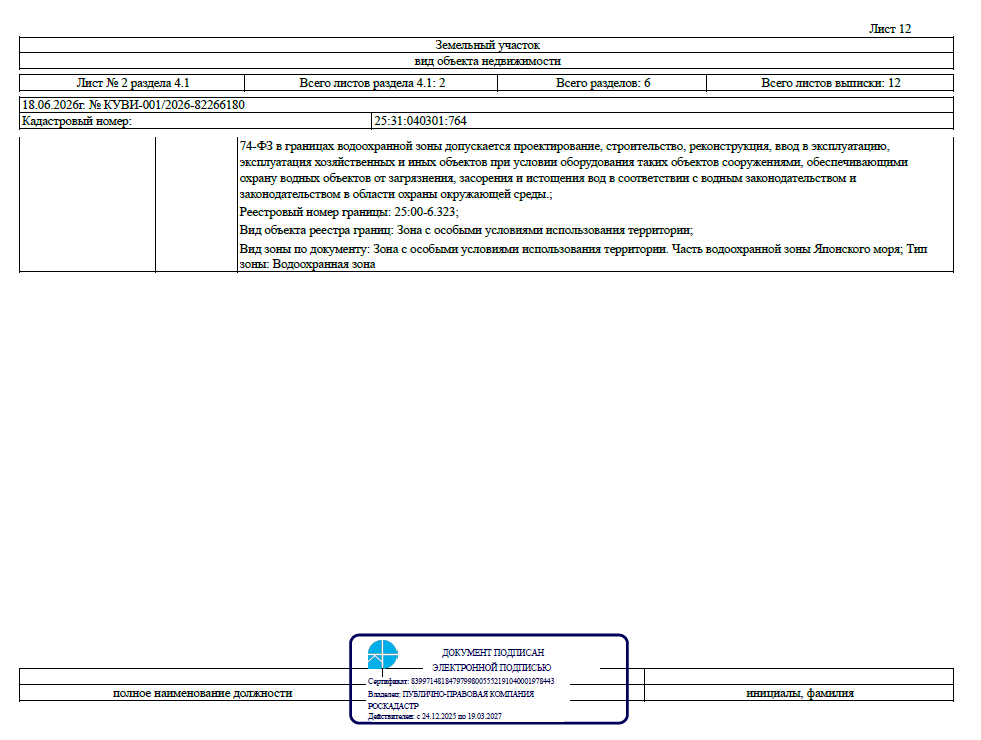 Лист 12
Земельный участок
вид объекта недвижимости
Лист № 2 раздела 4.1 Всего листов раздела 4.1: 2 Всего разделов: 6 Всего листов выписки: 12
18.06.2026г. № КУВИ-001/2026-82266180
Кадастровый номер: 25:31:040301:764
74-ФЗ в границах водоохранной зоны допускается проектирование, строительство, реконструкция, ввод в эксплуатацию,
эксплуатация хозяйственных и иных объектов при условии оборудования таких объектов сооружениями, обеспечивающими
охрану водных объектов от загрязнения, засорения и истощения вод в соответствии с водным законодательством и
законодательством в области охраны окружающей среды.;
Реестровый номер границы: 25:00-6.323;
Вид объекта реестра границ: Зона с особыми условиями использования территории;
Вид зоны по документу: Зона с особыми условиями использования территории. Часть водоохранной зоны Японского моря; Тип
зоны: Водоохранная зона
ДОКУМЕНТ ПОДПИСАН
ЭЛЕКТРОННОЙ ПОДПИСЬЮ
Сертификат: 83997148184797998005552191040001978443
Владелец: ПУБЛИЧНО-ПРАВОВАЯ КОМПАНИЯ
РОСКАДАСТР
Действителен: с 24.12.2025 по 19.03.2027
полное наименование должности инициалы, фамилия